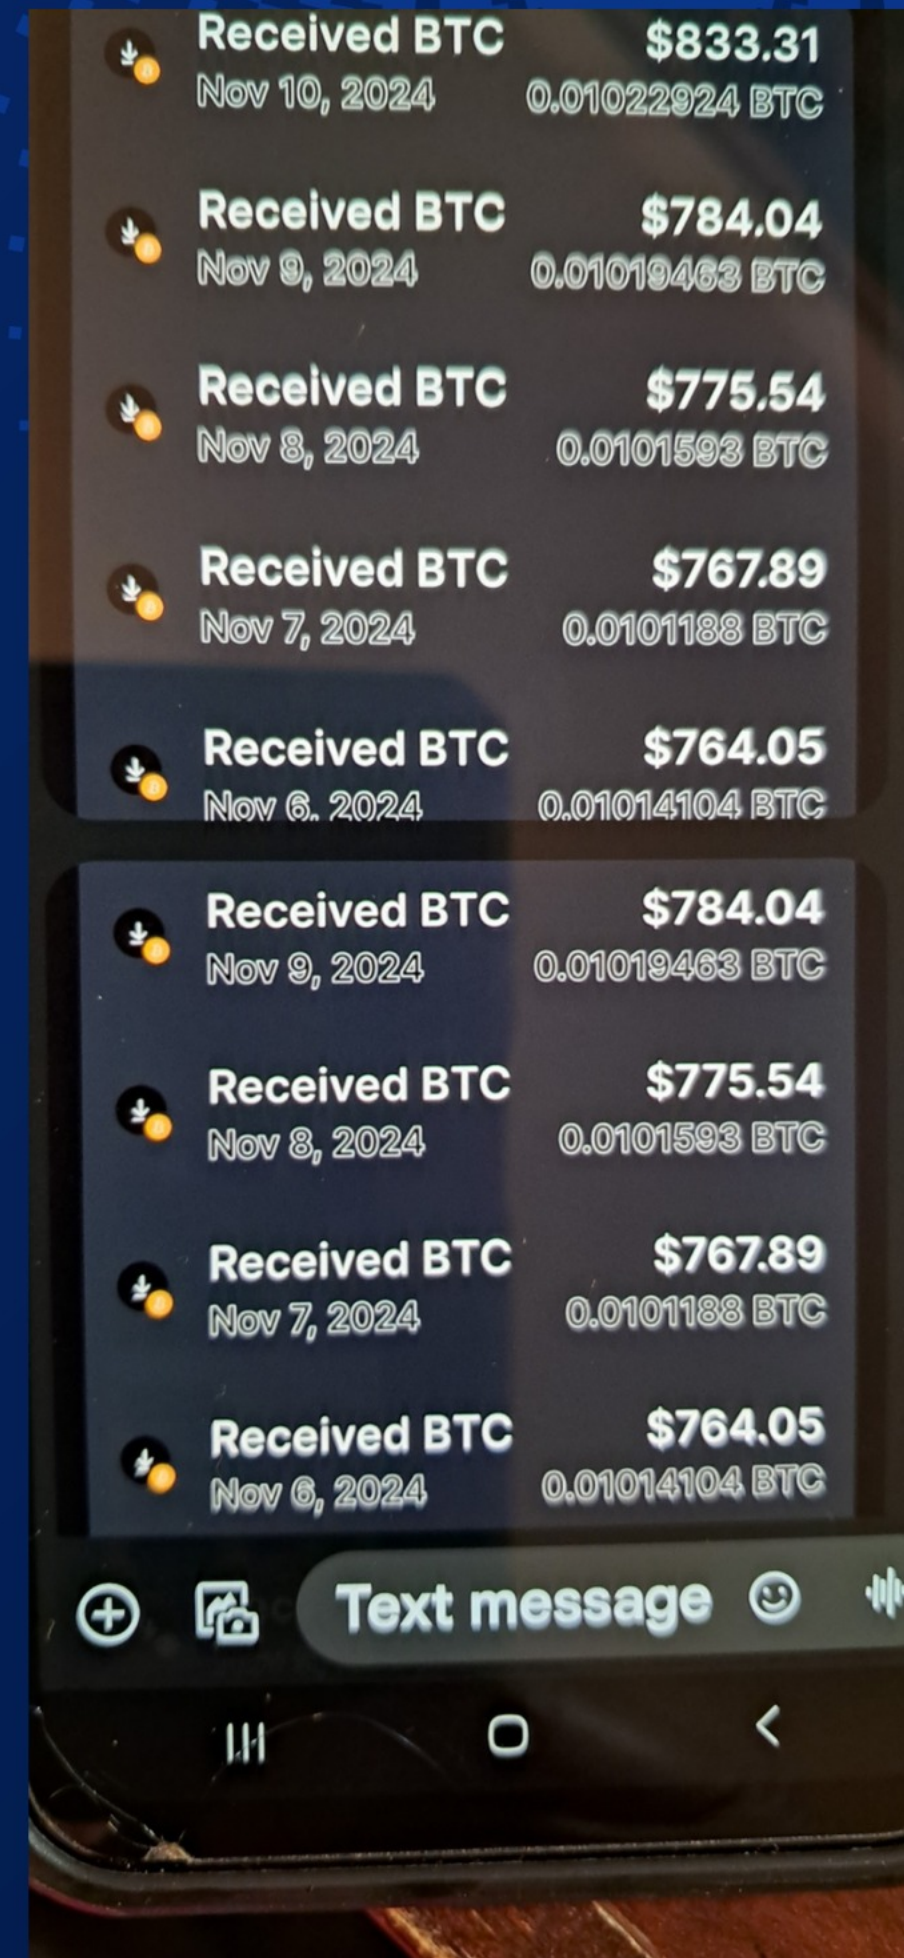 Received BTC $833.31
Nov 10, 2024 0.01022924 BTC
Received BTC $784.04
Nov 9, 2024 0.01019463 BTC
Received BTC $775.54
Nov 8, 2024 0.0101593 BTC
Received BTC $767.89
Nov 7, 2024 0.0101188 BTC
Received BTC $764.05
Nov 6, 2024 0.01014104 BTC
Received BTC $784.04
Nov 9, 2024 0.01019463 BTC
Received BTC $775.54
Nov 8, 2024 0.0101593 BTC
Received BTC $767.89
Nov 7, 2024 0.0101188 BTC
Received BTC $764.05
Nov 6, 2024 0.01014104 BTC
Text message